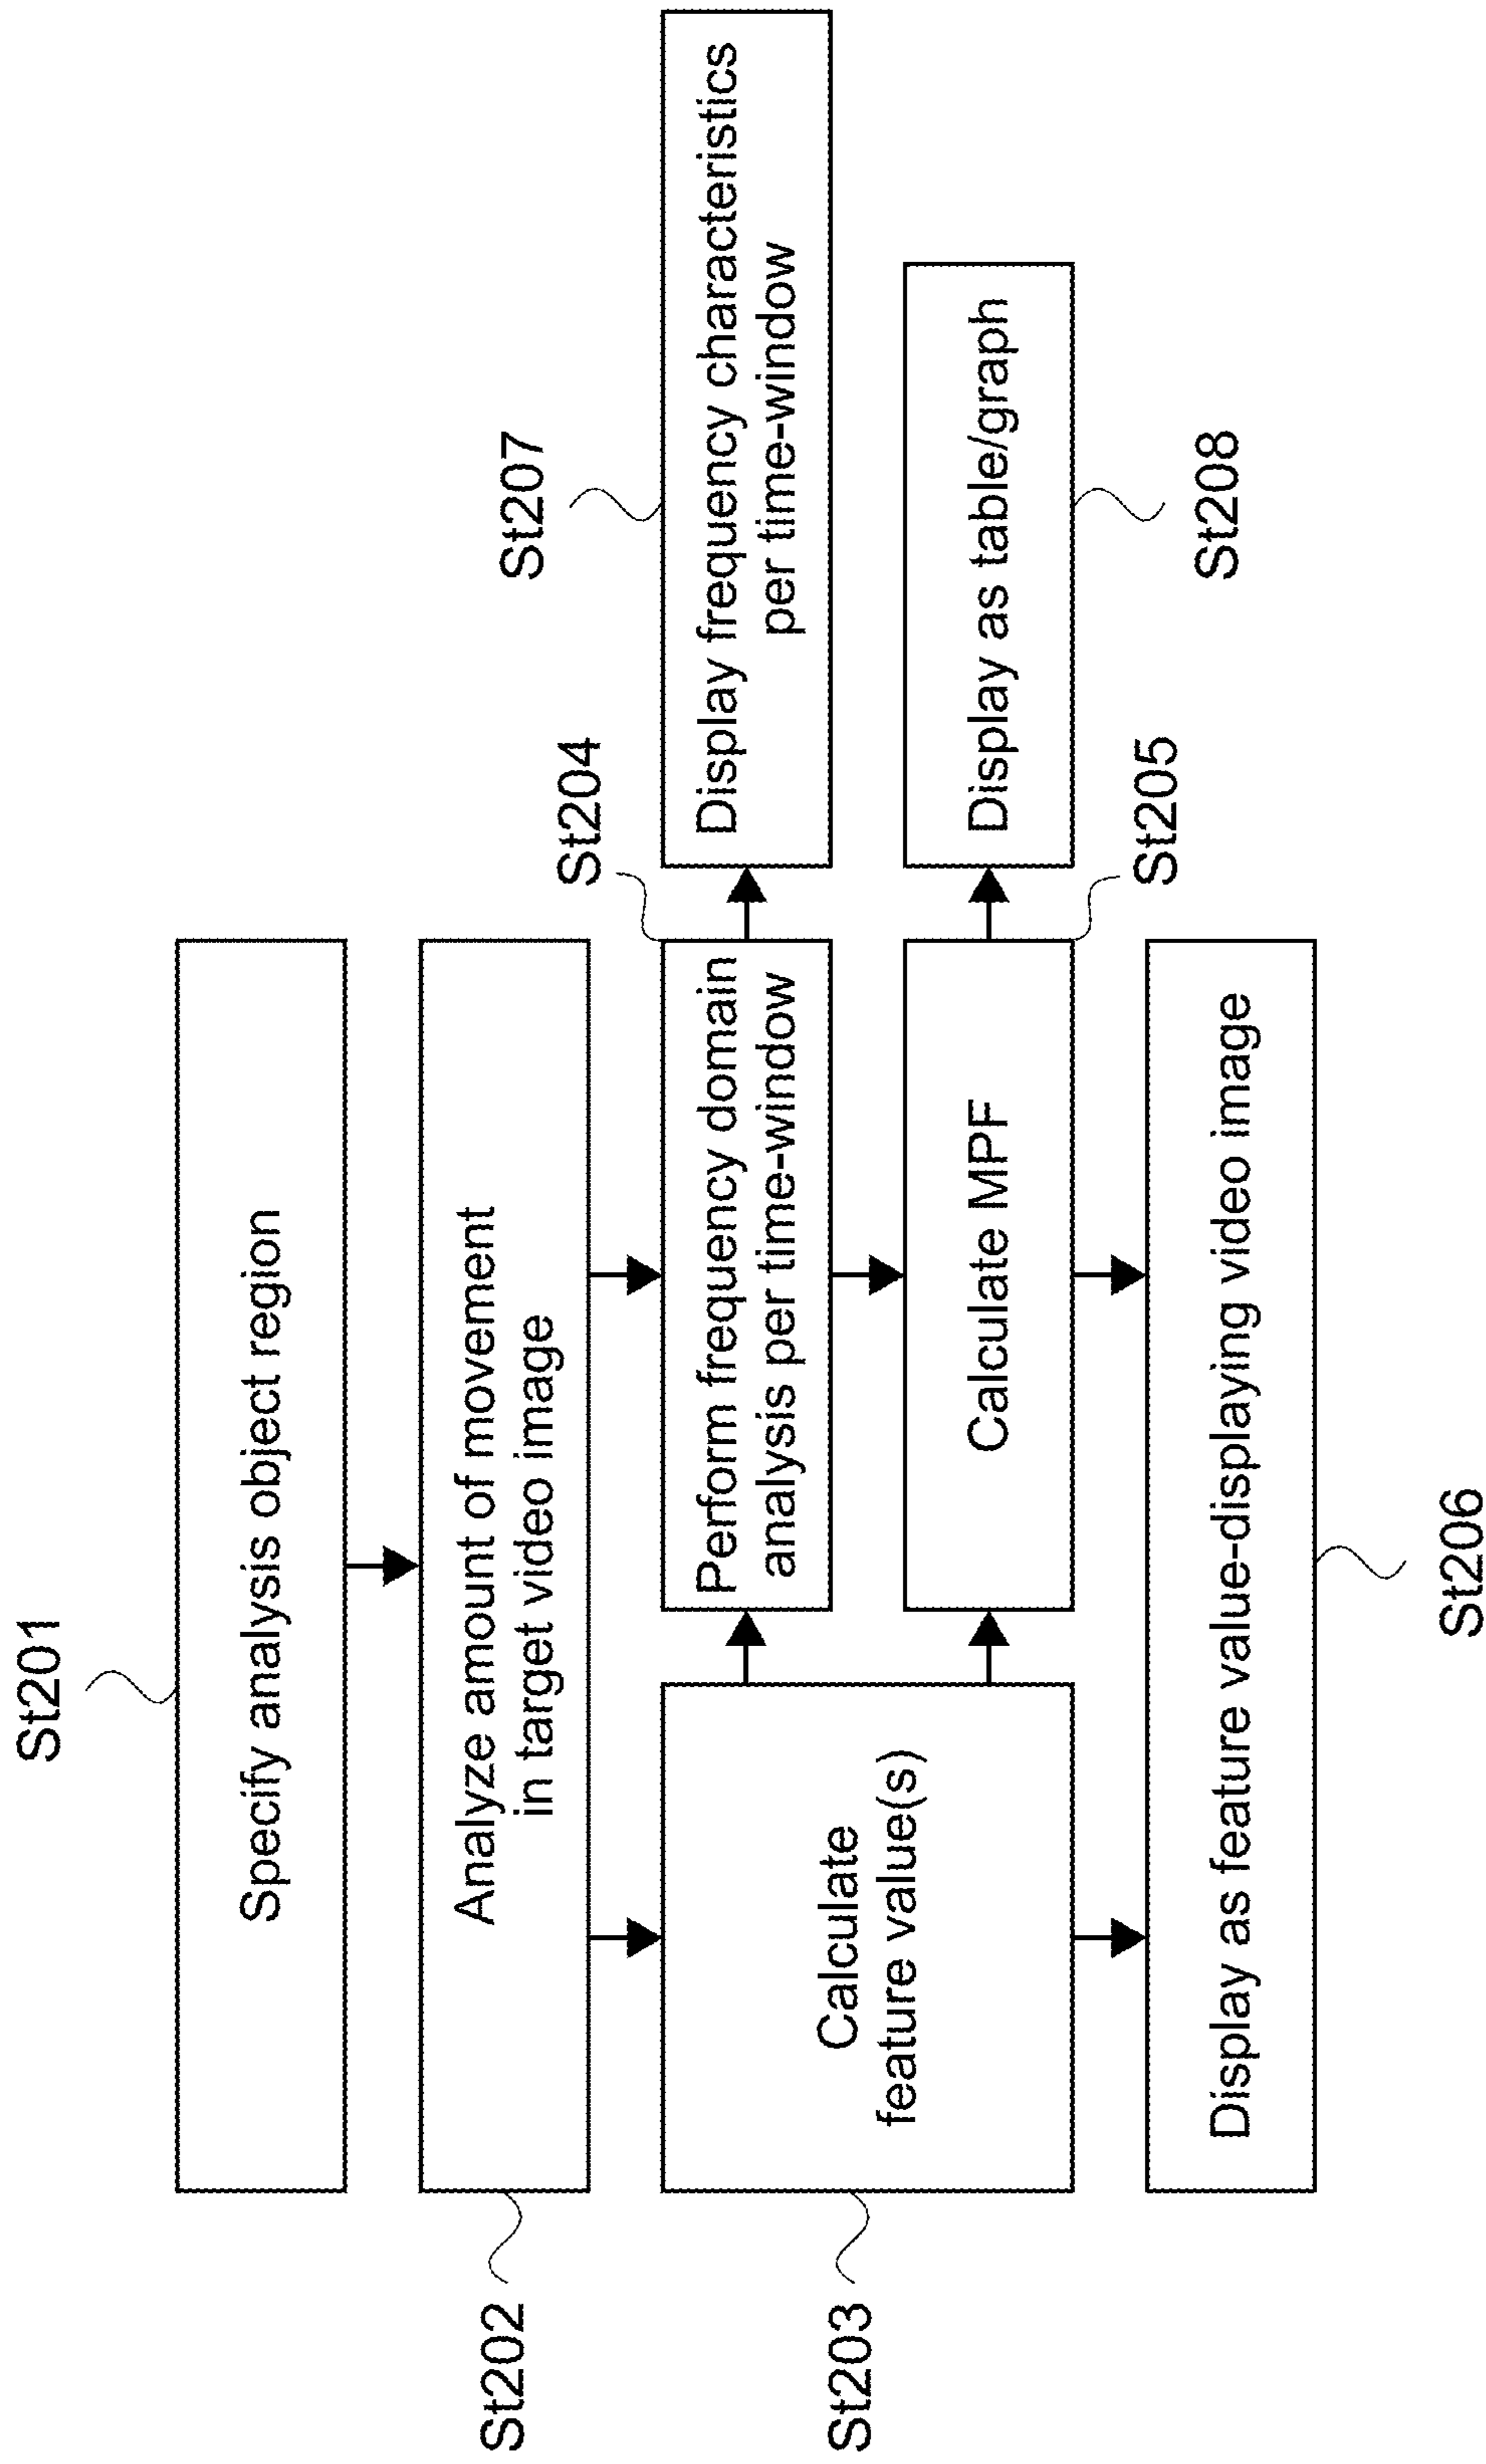 St201
Specify analysis object region
St202
Analyze amount of movement
in target video image
St203
Calculate
feature value(s)
St204
Perform frequency domain
analysis per time-window
St207
Display frequency characteristics
per time-window
Calculate MPF
St205
Display as table/graph
St208
Display as feature value-displaying video image
St206